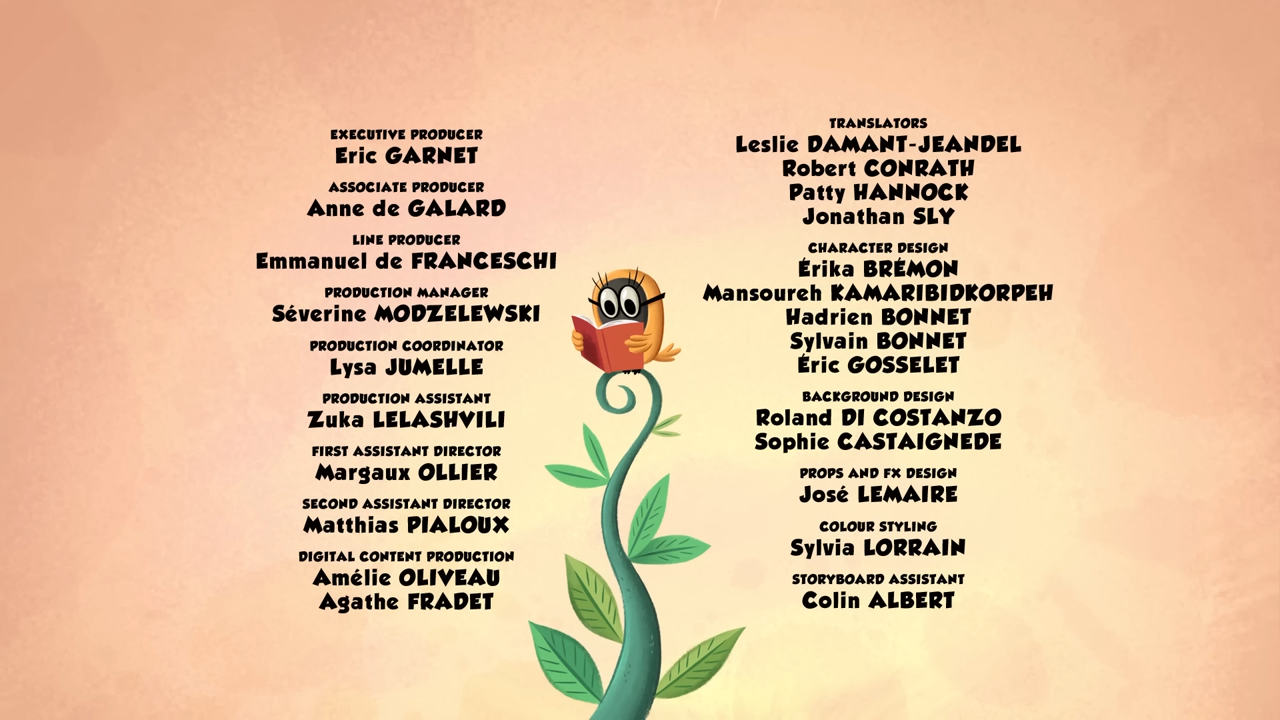 EXECUTIVE PRODUCER
Eric GARNET
ASSOCIATE PRODUCER
Anne de GALARD
LINE PRODUCER
Emmanuel de FRANCESCHI
PRODUCTION MANAGER
Séverine MODZELEWSKI
PRODUCTION COORDINATOR
Lysa JUMELLE
PRODUCTION ASSISTANT
Zuka LELASHVILI
FIRST ASSISTANT DIRECTOR
Margaux OLLIER
SECOND ASSISTANT DIRECTOR
Matthias PIALOUX
DIGITAL CONTENT PRODUCTION
Amélie OLIVEAU
Agathe FRADET
TRANSLATORS
Leslie DAMANT-JEANDEL
Robert CONRATH
Patty HANNOCK
Jonathan SLY
CHARACTER DESIGN
Érika BRÉMON
Mansoureh KAMARIBIDKORPEH
Hadrien BONNET
Sylvain BONNET
Éric GOSSELET
BACKGROUND DESIGN
Roland DI COSTANZO
Sophie CASTAIGNEDE
PROPS AND FX DESIGN
José LEMAIRE
COLOUR STYLING
Sylvia LORRAIN
STORYBOARD ASSISTANT
Colin ALBERT